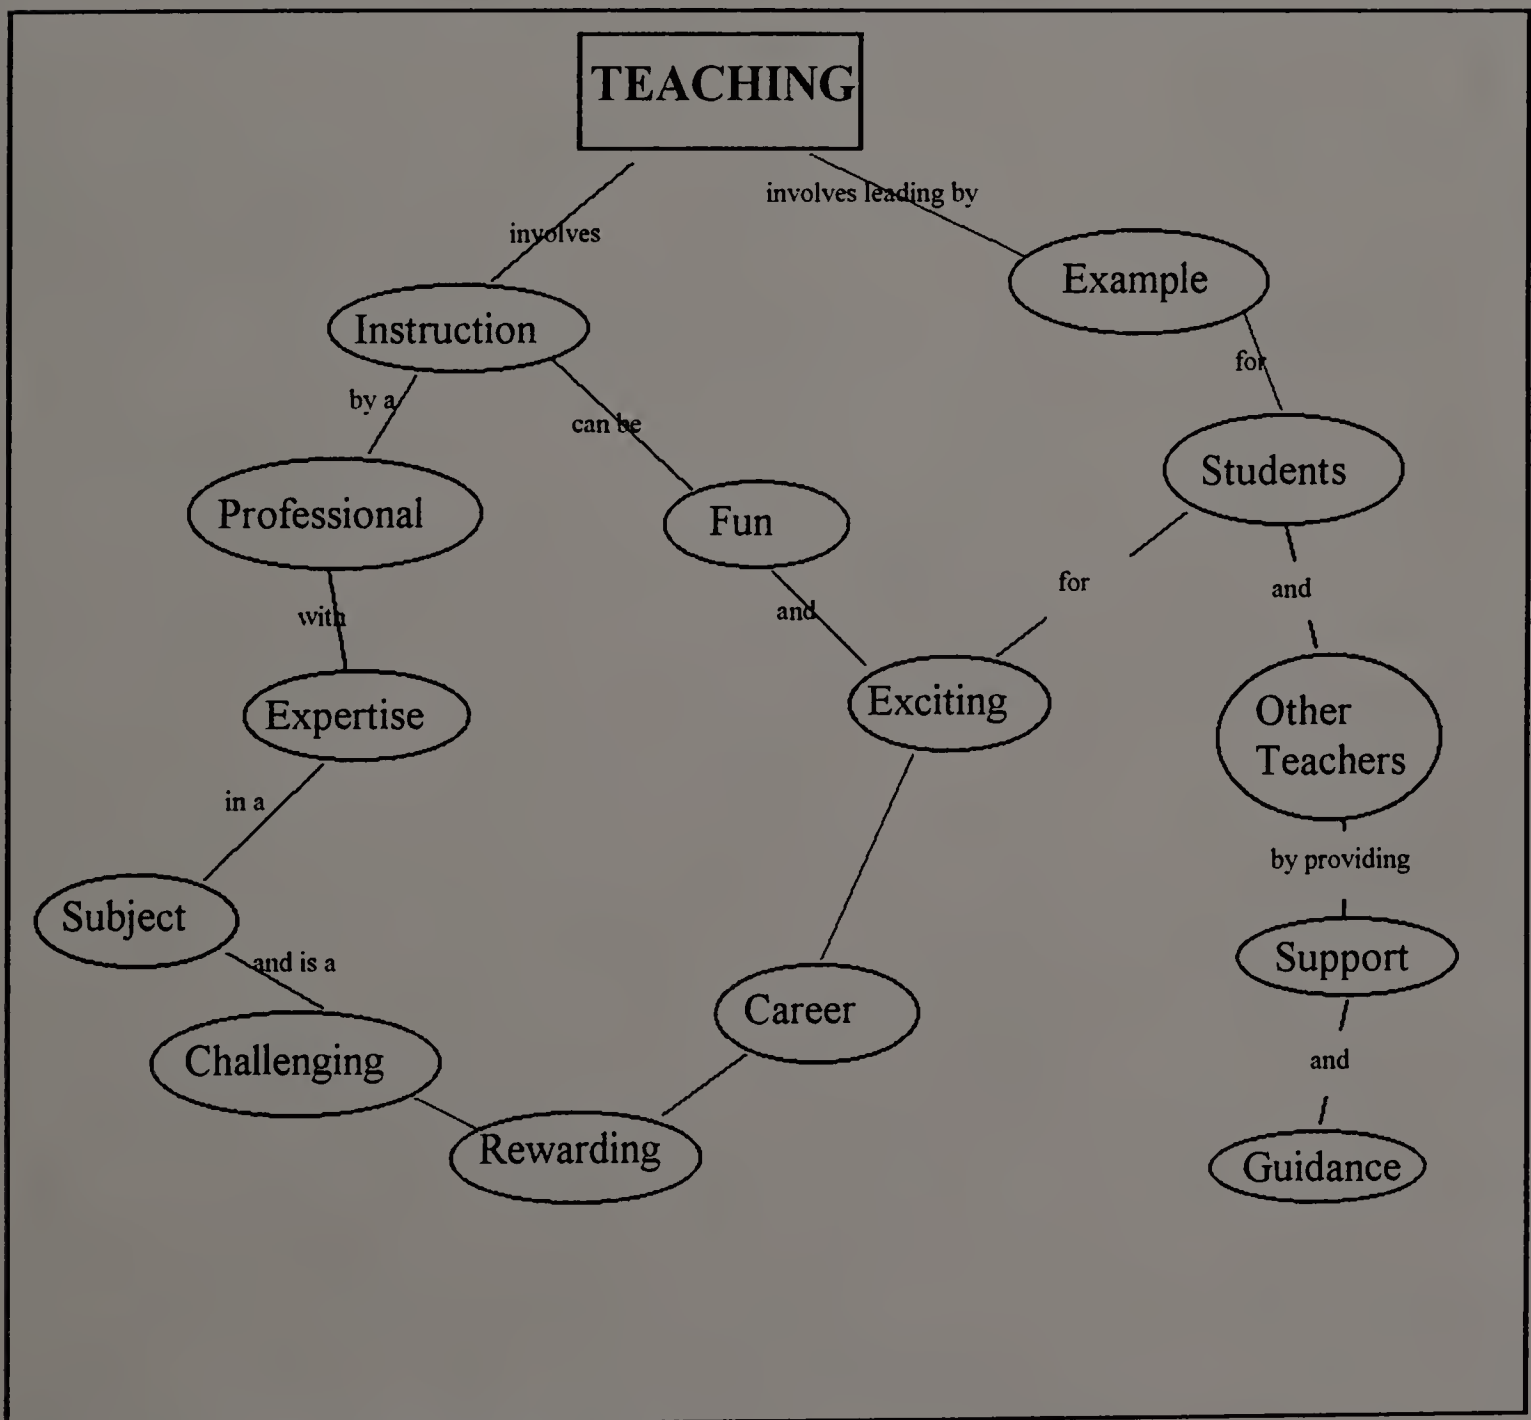 TEACHING
involves leading by
involves
Example
Instruction
for
by a
can be
Students
Professional
Fun
for
and
and
with
Exciting
Other
Teachers
Expertise
in a
by providing
Subject
and is a
Support
Career
Challenging
and
Rewarding
Guidance